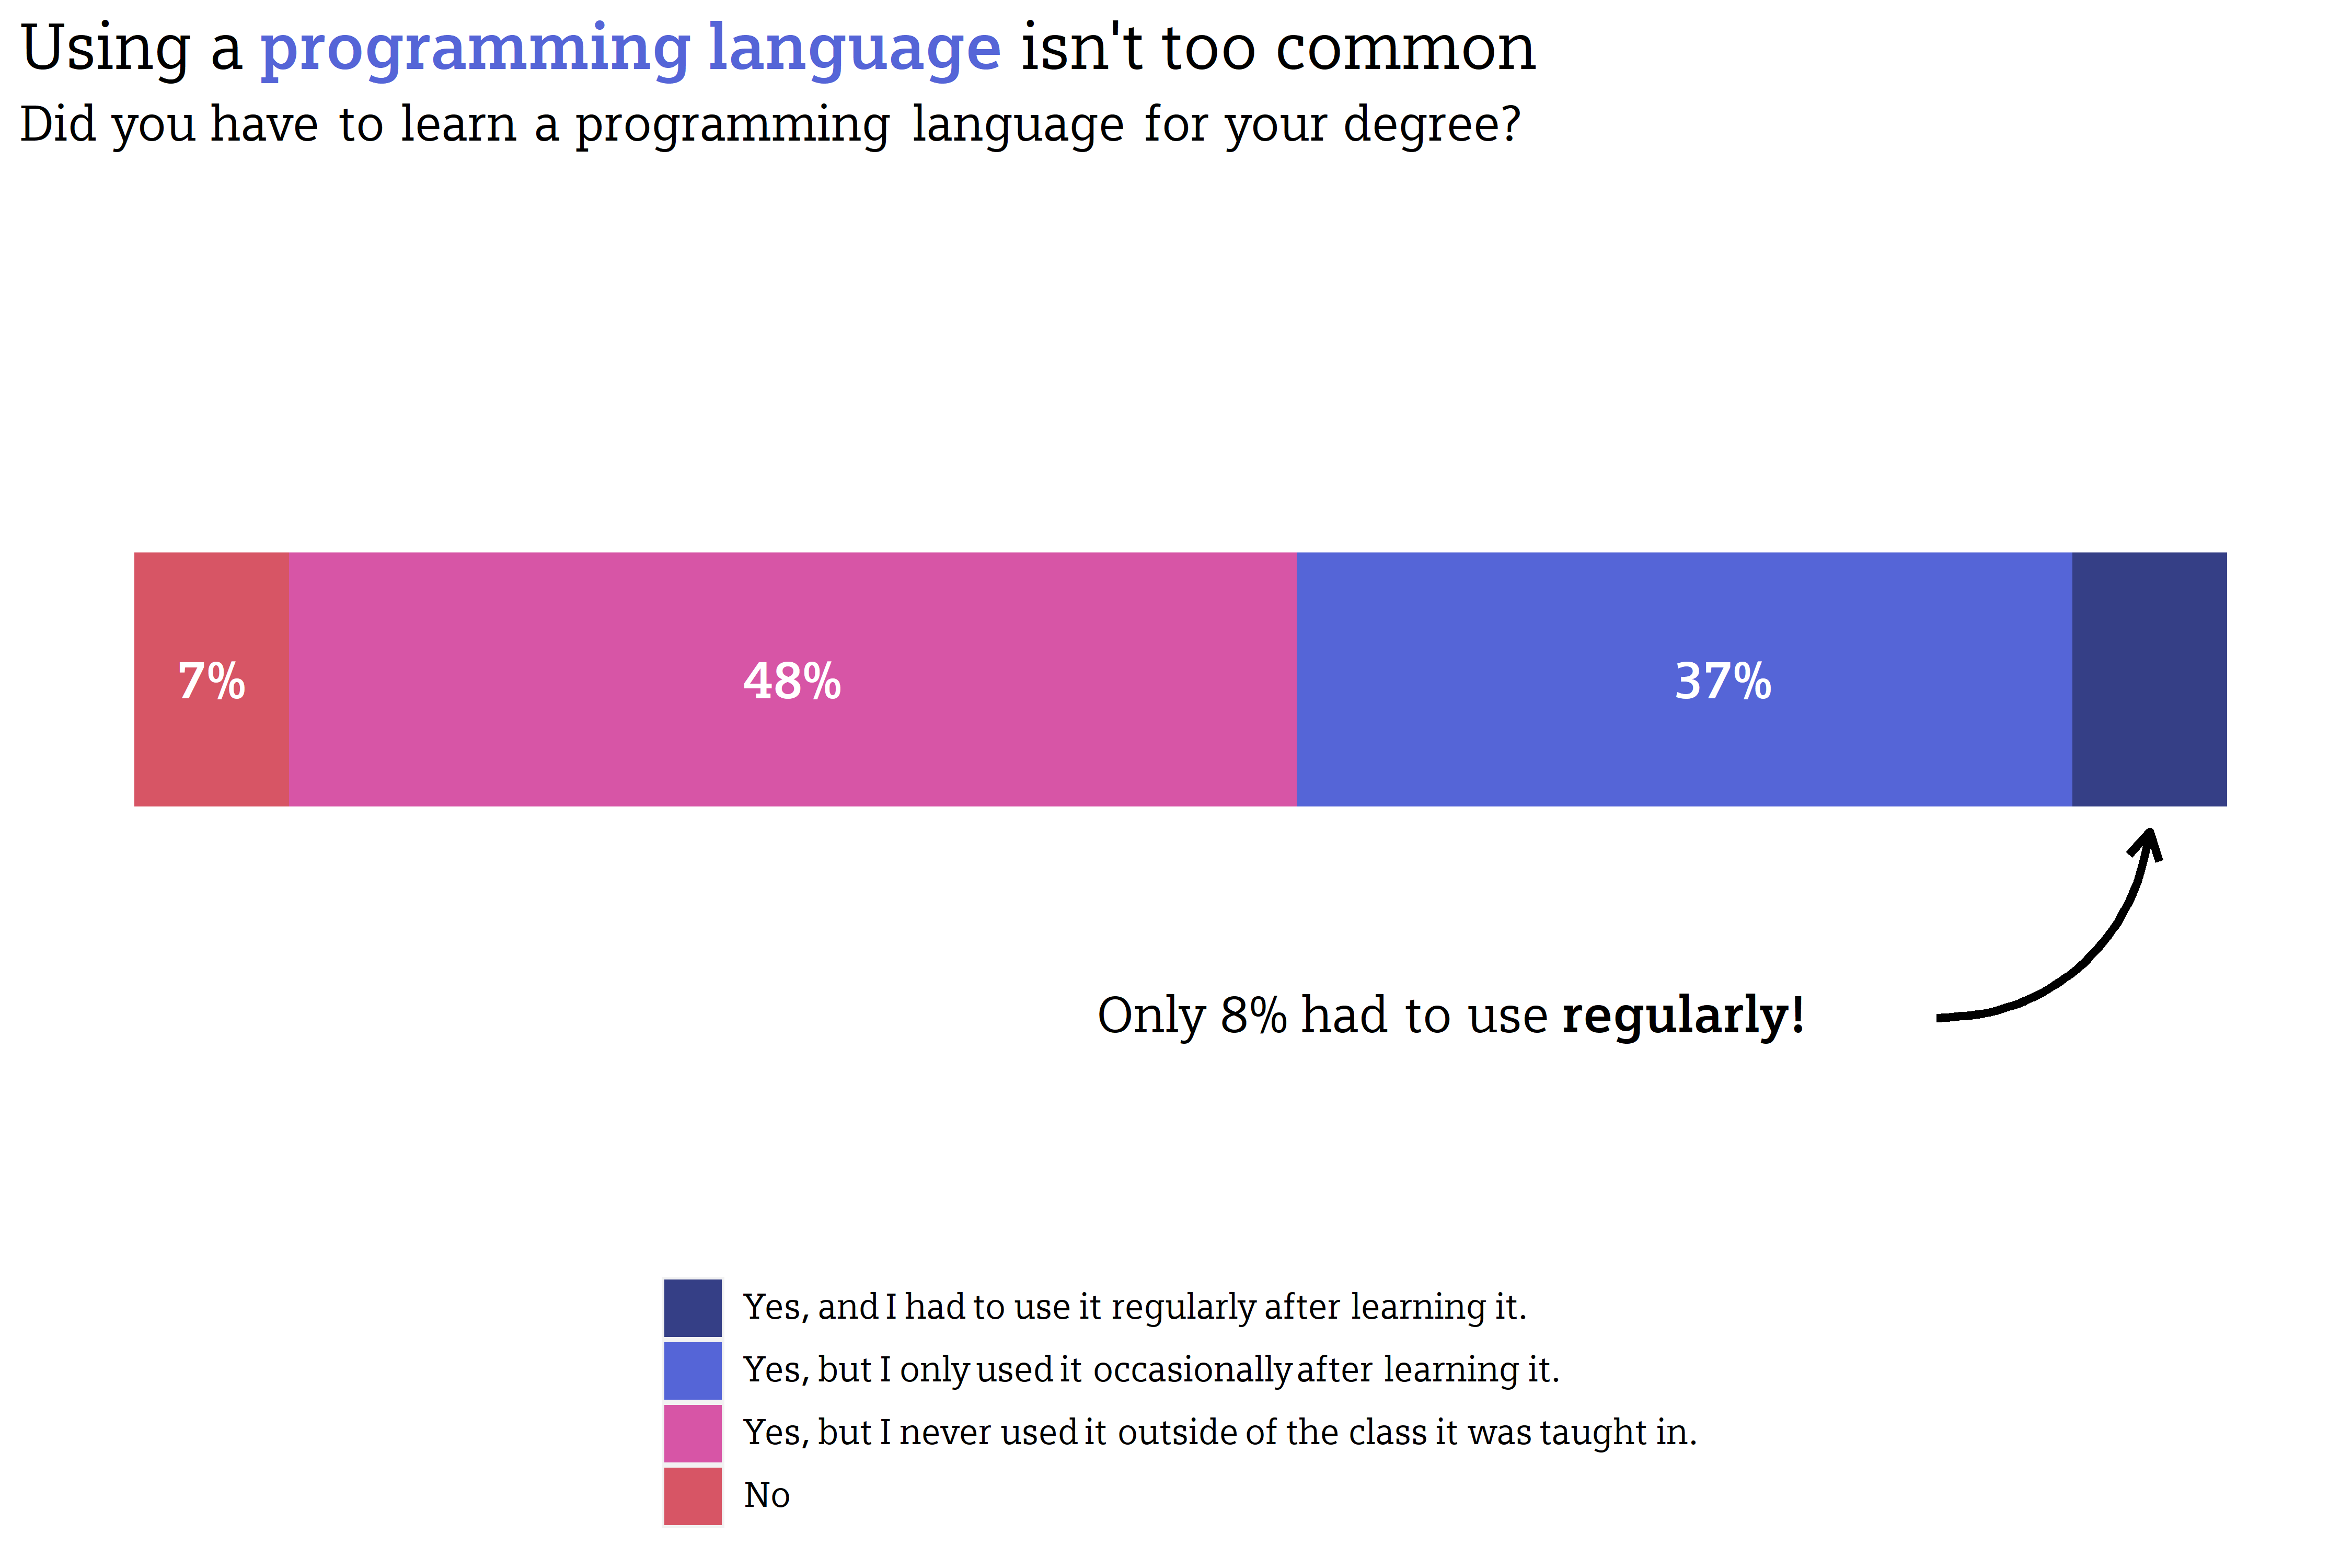 Using a programming language isn't too common
Did you have to learn a programming language for your degree?
7%
48%
37%
Only 8% had to use regularly!
Yes, and I had to use it regularly after learning it.
Yes, but I only used it occasionally after learning it.
Yes, but I never used it outside of the class it was taught in.
No